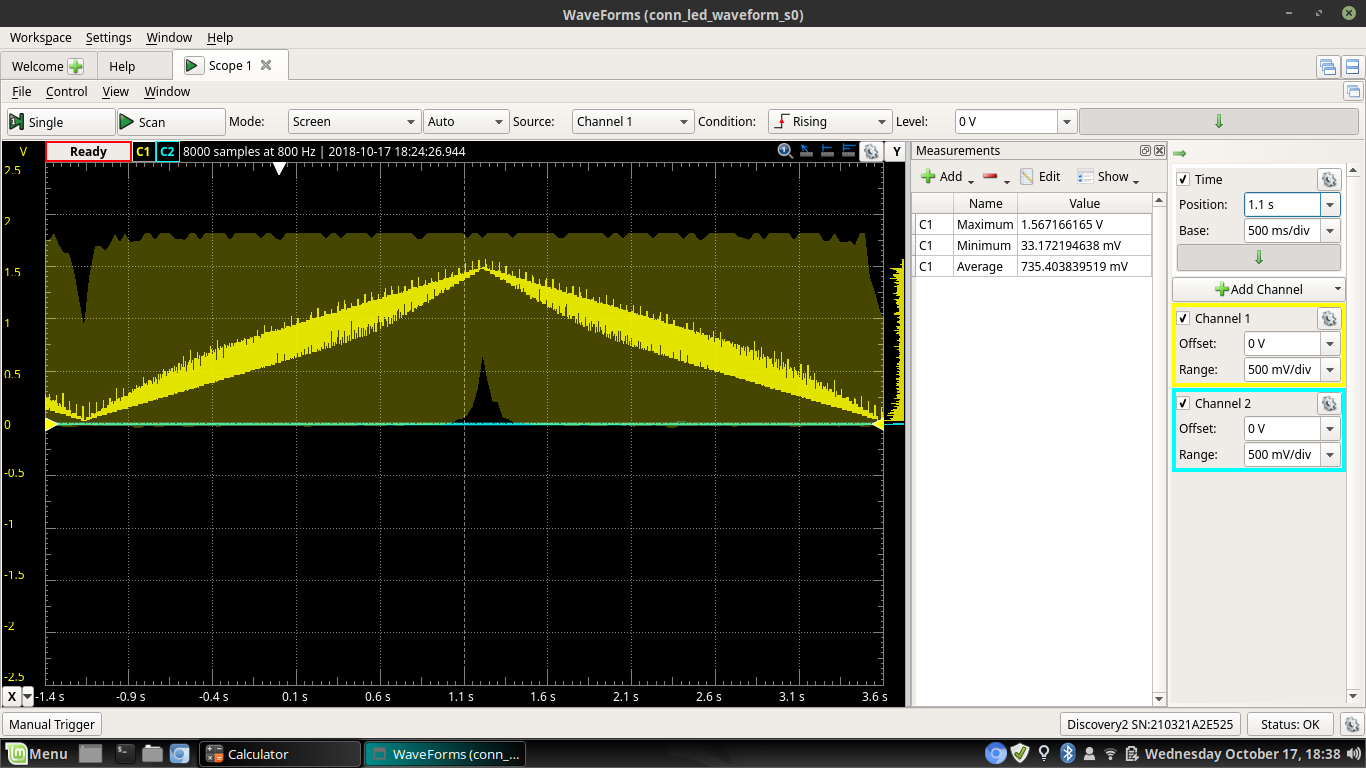 WaveForms (conn_led_waveform_s0)
Workspace Settings Window Help
Welcome Help Scope 1
File Control View Window
Single Scan Mode: Screen Auto Source: Channel 1 Condition: Rising Level: 0 V
V Ready C1 C2 8000 samples at 800 Hz | 2018-10-17 18:24:26.944 Y
2.5
2
1.5
1
0.5
0
-0.5
-1
-1.5
-2
-2.5
X -1.4 s -0.9 s -0.4 s 0.1 s 0.6 s 1.1 s 1.6 s 2.1 s 2.6 s 3.1 s 3.6 s
Measurements
Add Edit Show
Name Value
C1 Maximum 1.567166165 V
C1 Minimum 33.172194638 mV
C1 Average 735.403839519 mV
Time
Position: 1.1 s
Base: 500 ms/div
Add Channel
Channel 1
Offset: 0 V
Range: 500 mV/div
Channel 2
Offset: 0 V
Range: 500 mV/div
Manual Trigger Discovery2 SN:210321A2E525 Status: OK
Menu Calculator WaveForms (conn_... Wednesday October 17, 18:38